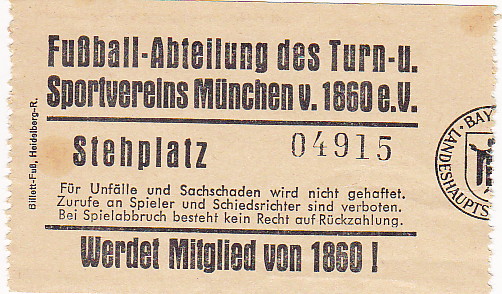 Fußball-Abteilung des Turn-u.
Sportvereins München v. 1860 e.V.
Stehplatz 04915
Für Unfälle und Sachschaden wird nicht gehaftet.
Zurufe an Spieler und Schiedsrichter sind verboten.
Bei Spielabbruch besteht kein Recht auf Rückzahlung.
Werdet Mitglied von 1860 !
Billett-Fuß, Heidelberg-R.
· BAY
LANDESHAUPTS